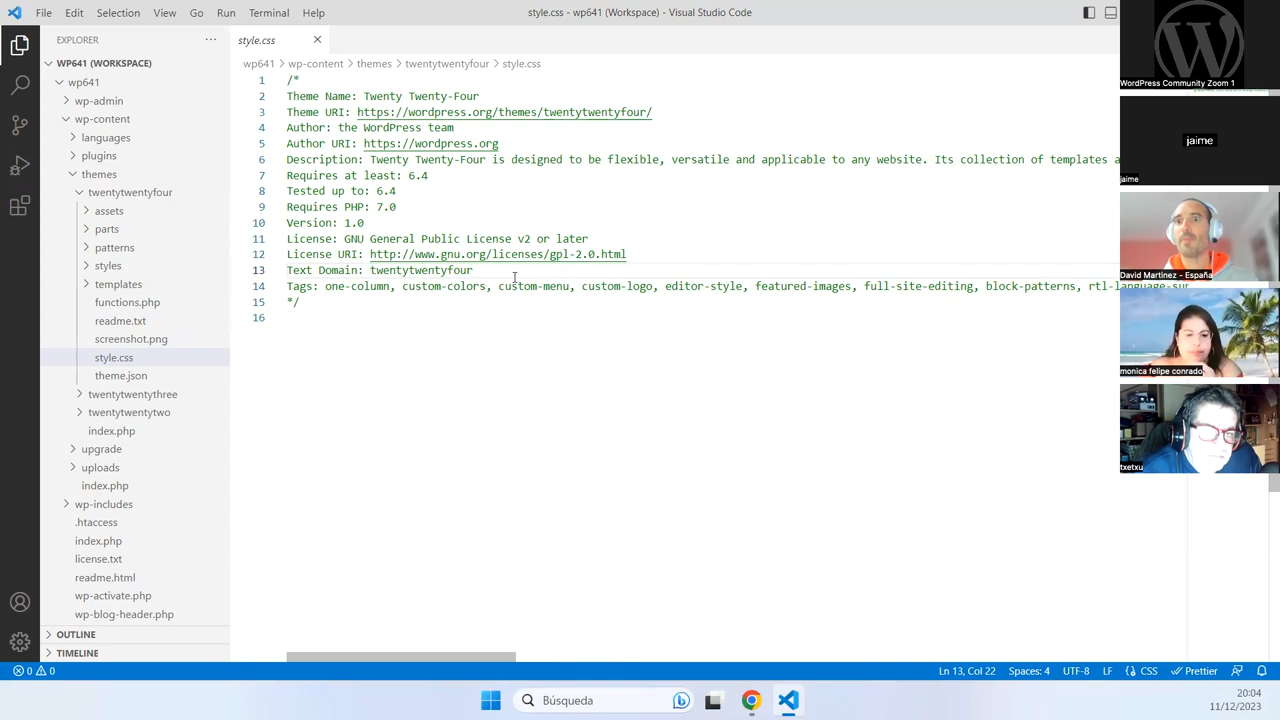 File Edit Selection View Go Run Terminal Help
style.css - wp641 (Workspace) - Visual Studio Code
EXPLORER
WP641 (WORKSPACE)
wp641
wp-admin
wp-content
languages
plugins
themes
twentytwentyfour
assets
parts
patterns
styles
templates
functions.php
readme.txt
screenshot.png
style.css
theme.json
twentytwentythree
twentytwentytwo
index.php
upgrade
uploads
index.php
wp-includes
.htaccess
index.php
license.txt
readme.html
wp-activate.php
wp-blog-header.php
OUTLINE
TIMELINE
style.css
wp641 > wp-content > themes > twentytwentyfour > style.css
1 /*
2 Theme Name: Twenty Twenty-Four
3 Theme URI: https://wordpress.org/themes/twentytwentyfour/
4 Author: the WordPress team
5 Author URI: https://wordpress.org
6 Description: Twenty Twenty-Four is designed to be flexible, versatile and applicable to any website. Its collection of templates a
7 Requires at least: 6.4
8 Tested up to: 6.4
9 Requires PHP: 7.0
10 Version: 1.0
11 License: GNU General Public License v2 or later
12 License URI: http://www.gnu.org/licenses/gpl-2.0.html
13 Text Domain: twentytwentyfour
14 Tags: one-column, custom-colors, custom-menu, custom-logo, editor-style, featured-images, full-site-editing, block-patterns, rtl-language-sup
15 */
16
WordPress Community Zoom 1
jaime
jaime
David Martínez - España
monica felipe conrado
txetxu
0 0
Ln 13, Col 22 Spaces: 4 UTF-8 LF CSS Prettier
Búsqueda
20:04
11/12/2023